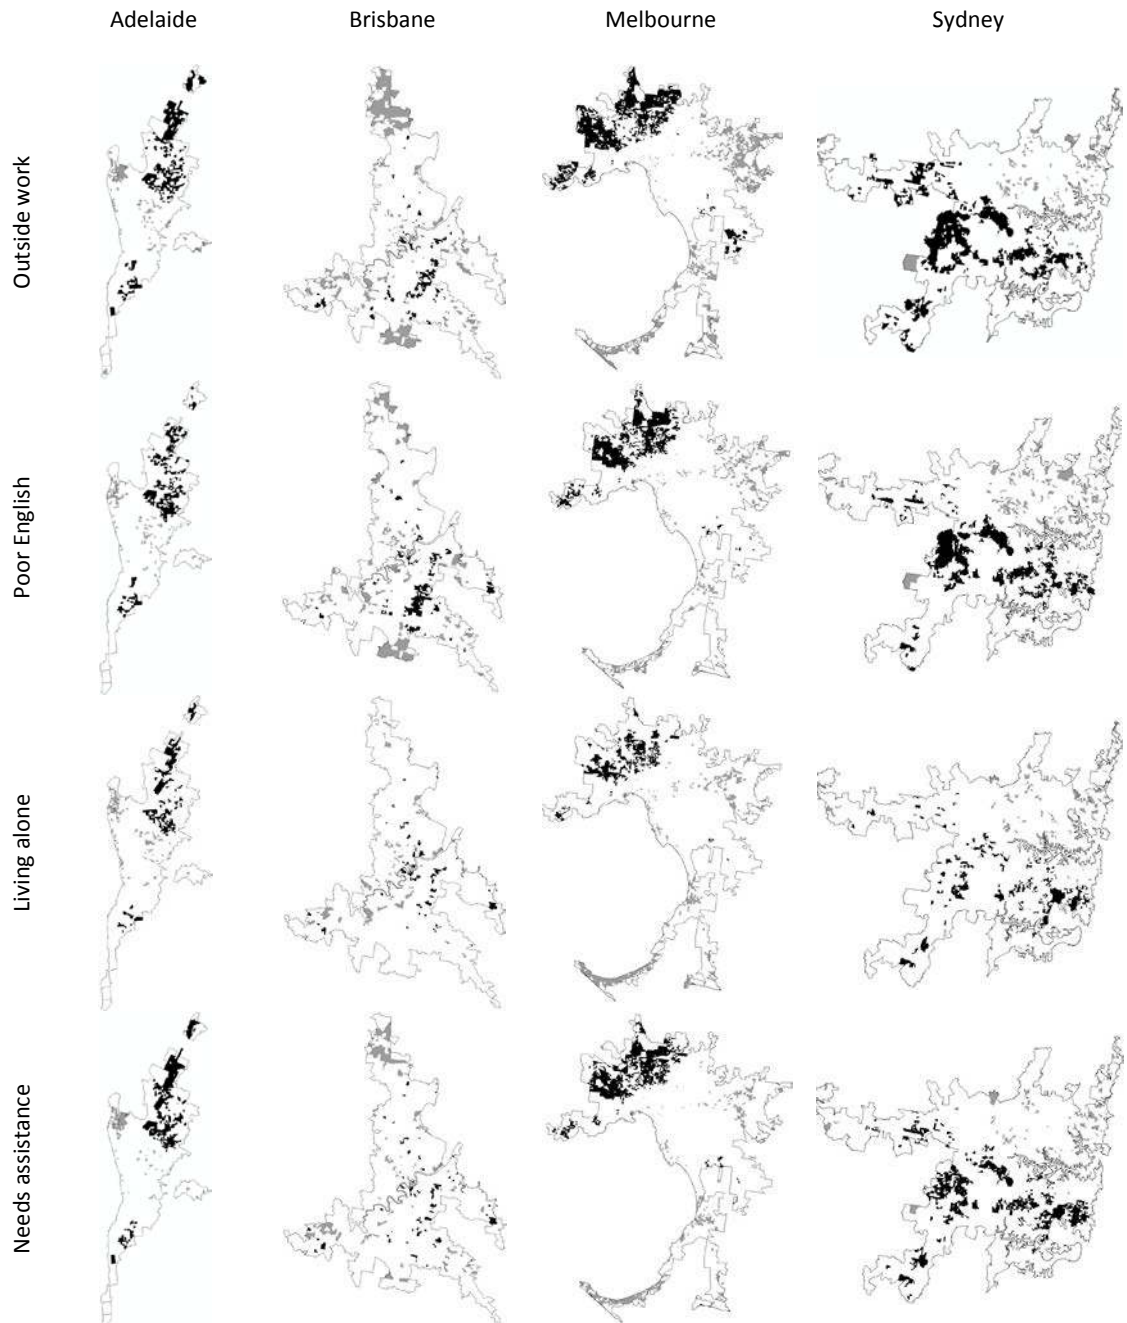 Adelaide Brisbane Melbourne Sydney
Outside work
Poor English
Living alone
Needs assistance